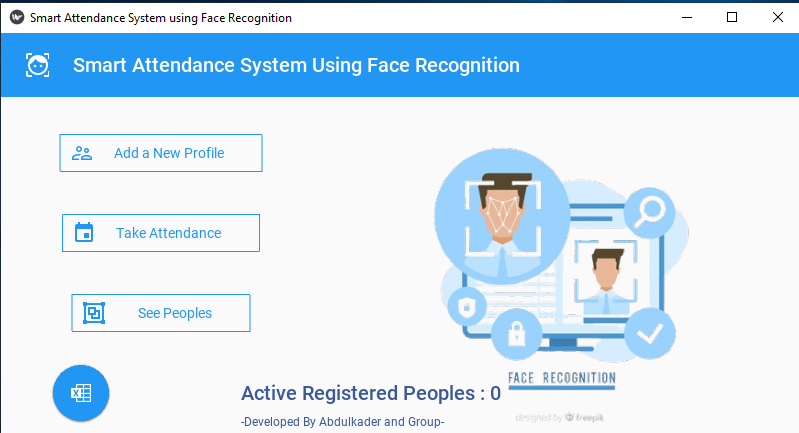 Smart Attendance System using Face Recognition
Smart Attendance System Using Face Recognition
Add a New Profile
Take Attendance
See Peoples
FACE RECOGNITION
Active Registered Peoples : 0
designed by freepik
-Developed By Abdulkader and Group-